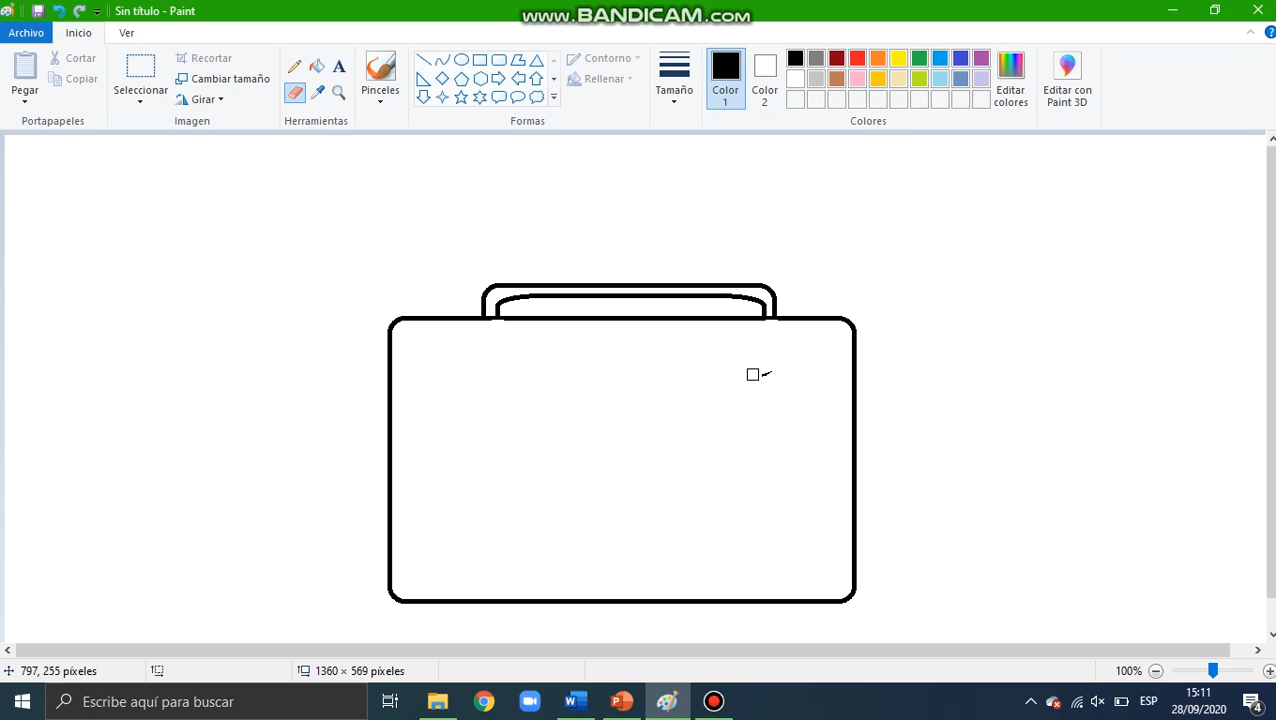 Sin título - Paint
www.BANDICAM.com
Archivo Inicio Ver
Pegar
Cortar
Copiar
Portapapeles
Seleccionar
Recortar
Cambiar tamaño
Girar
Imagen
A
Herramientas
Pinceles
Contorno
Rellenar
Formas
Tamaño
Color 1
Color 2
Editar colores
Colores
Editar con Paint 3D
797, 255 píxeles
1360 × 569 píxeles
100%
Escribe aquí para buscar
ESP
15:11
28/09/2020
4